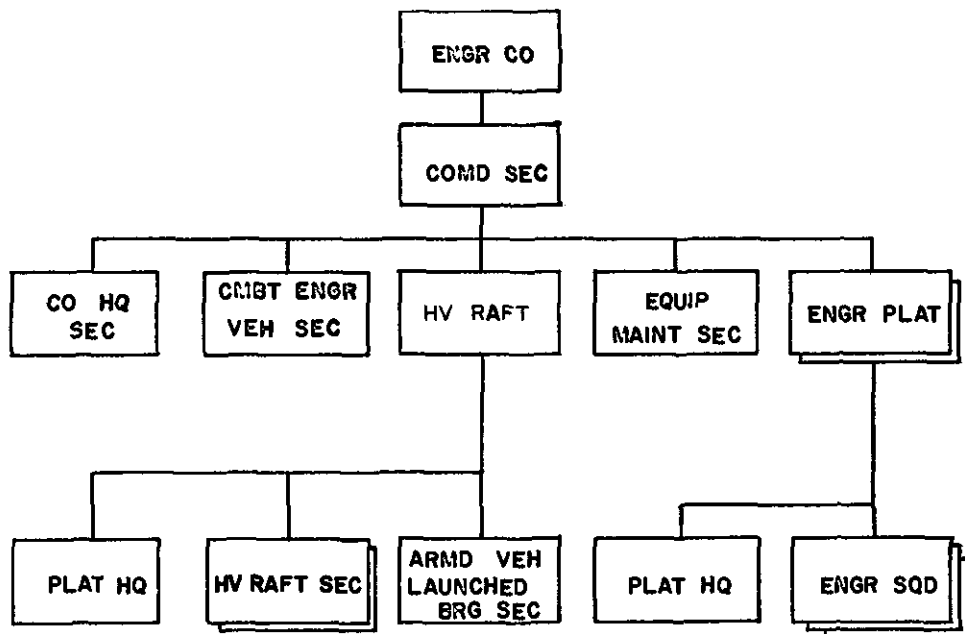 ENGR CO
COMD SEC
CO HQ
SEC
CMBT ENGR
VEH SEC
HV RAFT
EQUIP
MAINT SEC
ENGR PLAT
PLAT HQ
HV RAFT SEC
ARMD VEH
LAUNCHED
BRG SEC
PLAT HQ
ENGR SQD